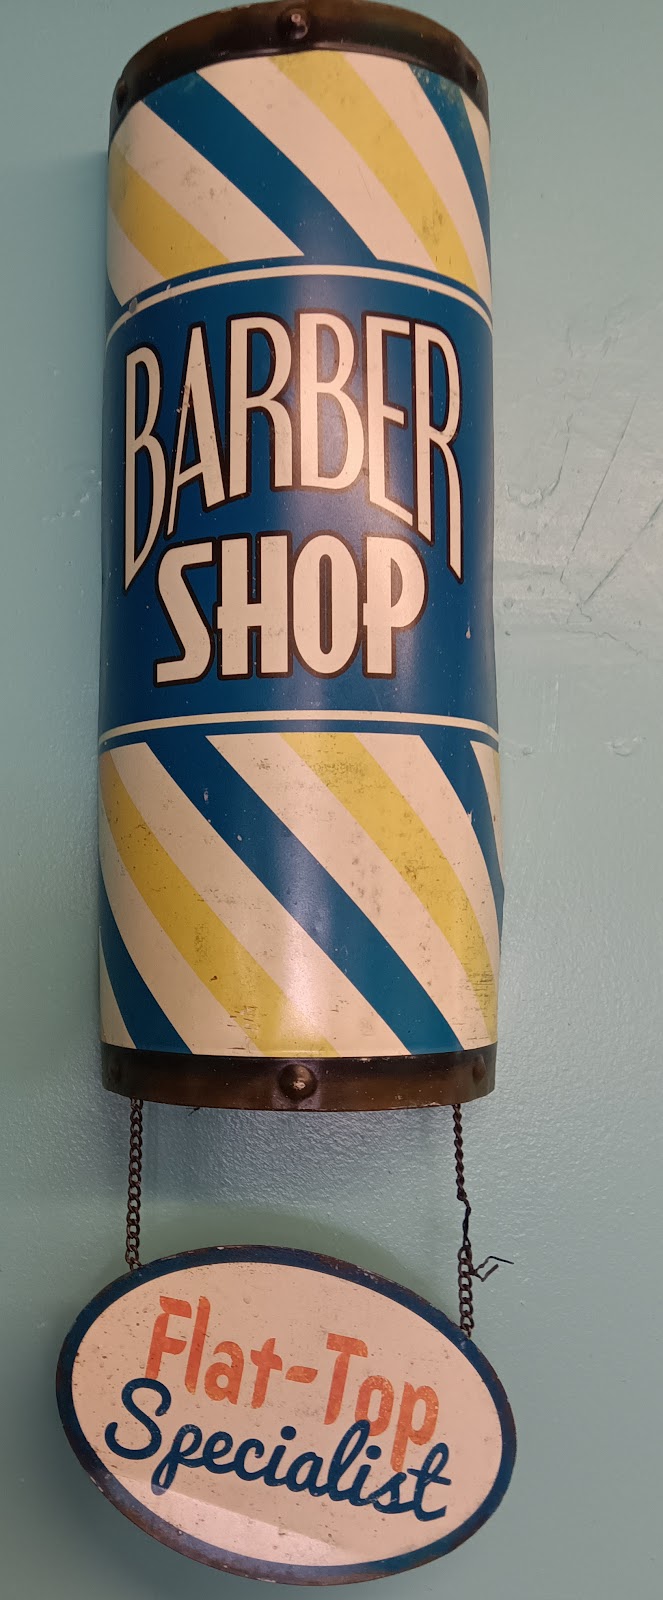 BARBER
SHOP
Flat-Top
Specialist